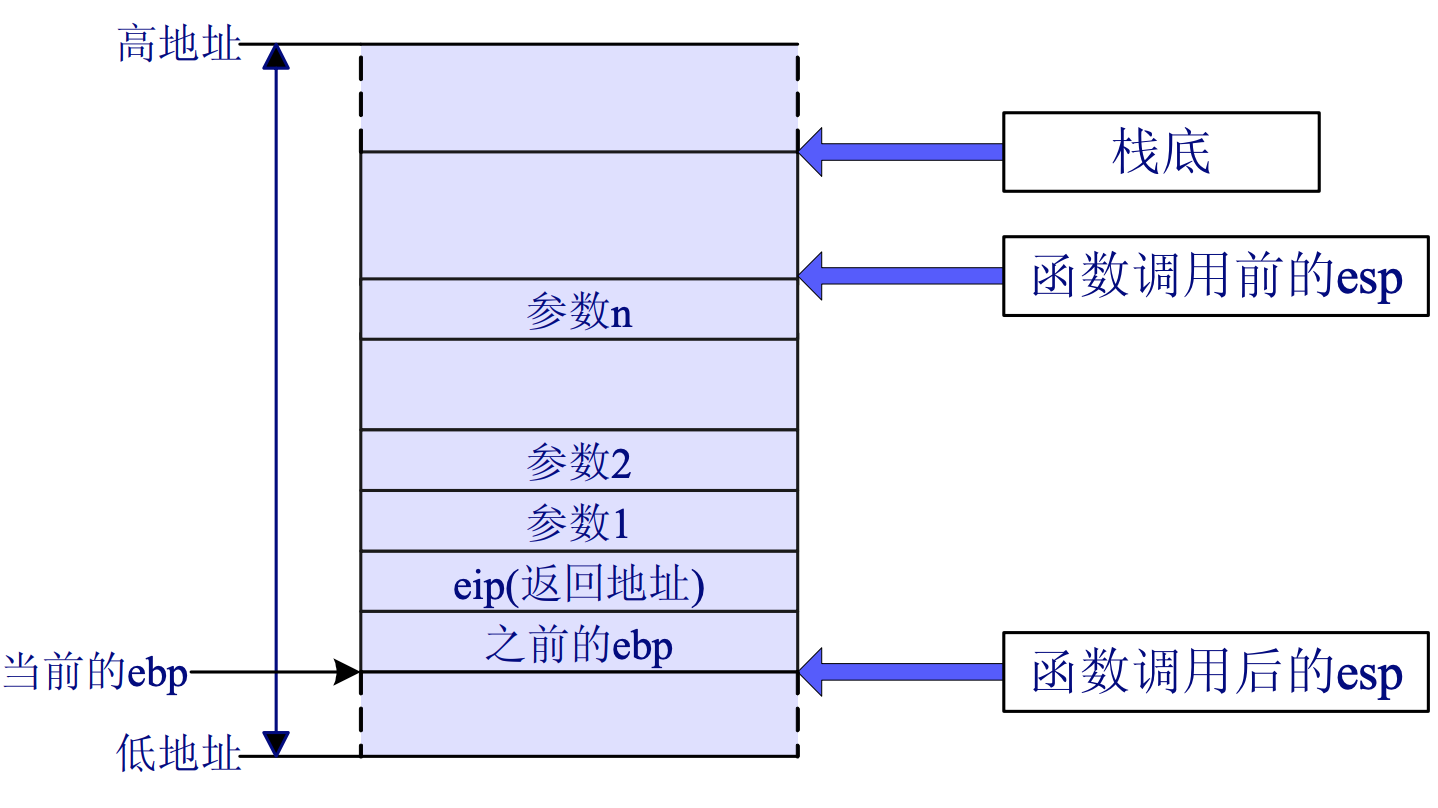 高地址
栈底
函数调用前的esp
参数n
参数2
参数1
eip(返回地址)
之前的ebp
当前的ebp
函数调用后的esp
低地址